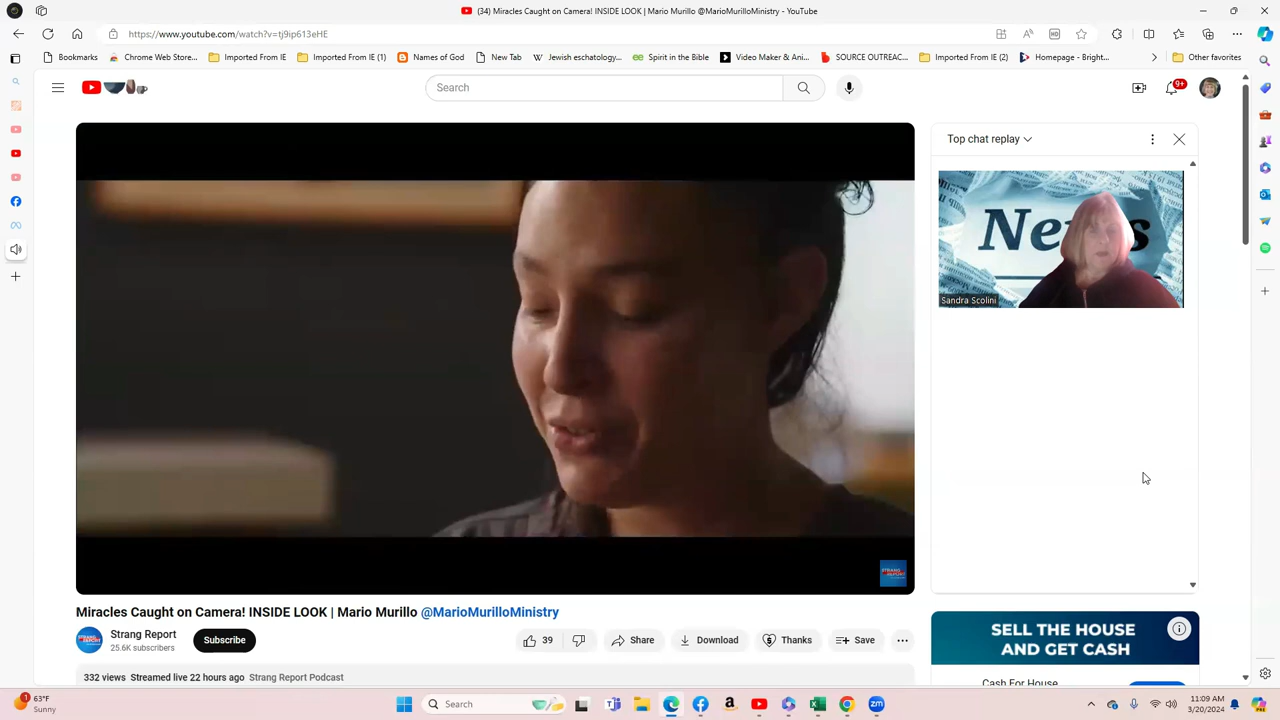 (34) Miracles Caught on Camera! INSIDE LOOK | Mario Murillo @MarioMurilloMinistry - YouTube
https://www.youtube.com/watch?v=tj9ip613eHE
Bookmarks
Chrome Web Store...
Imported From IE
Imported From IE (1)
Names of God
New Tab
Jewish eschatology...
Spirit in the Bible
Video Maker & Ani...
SOURCE OUTREAC...
Imported From IE (2)
Homepage - Bright...
Other favorites
Search
9+
Top chat replay
News
Sandra Scolini
STRANG REPORT
Miracles Caught on Camera! INSIDE LOOK | Mario Murillo @MarioMurilloMinistry
Strang Report
25.6K subscribers
Subscribe
39
Share
Download
Thanks
Save
SELL THE HOUSE
AND GET CASH
Cash For House
332 views Streamed live 22 hours ago Strang Report Podcast
63°F
Sunny
Search
11:09 AM
3/20/2024